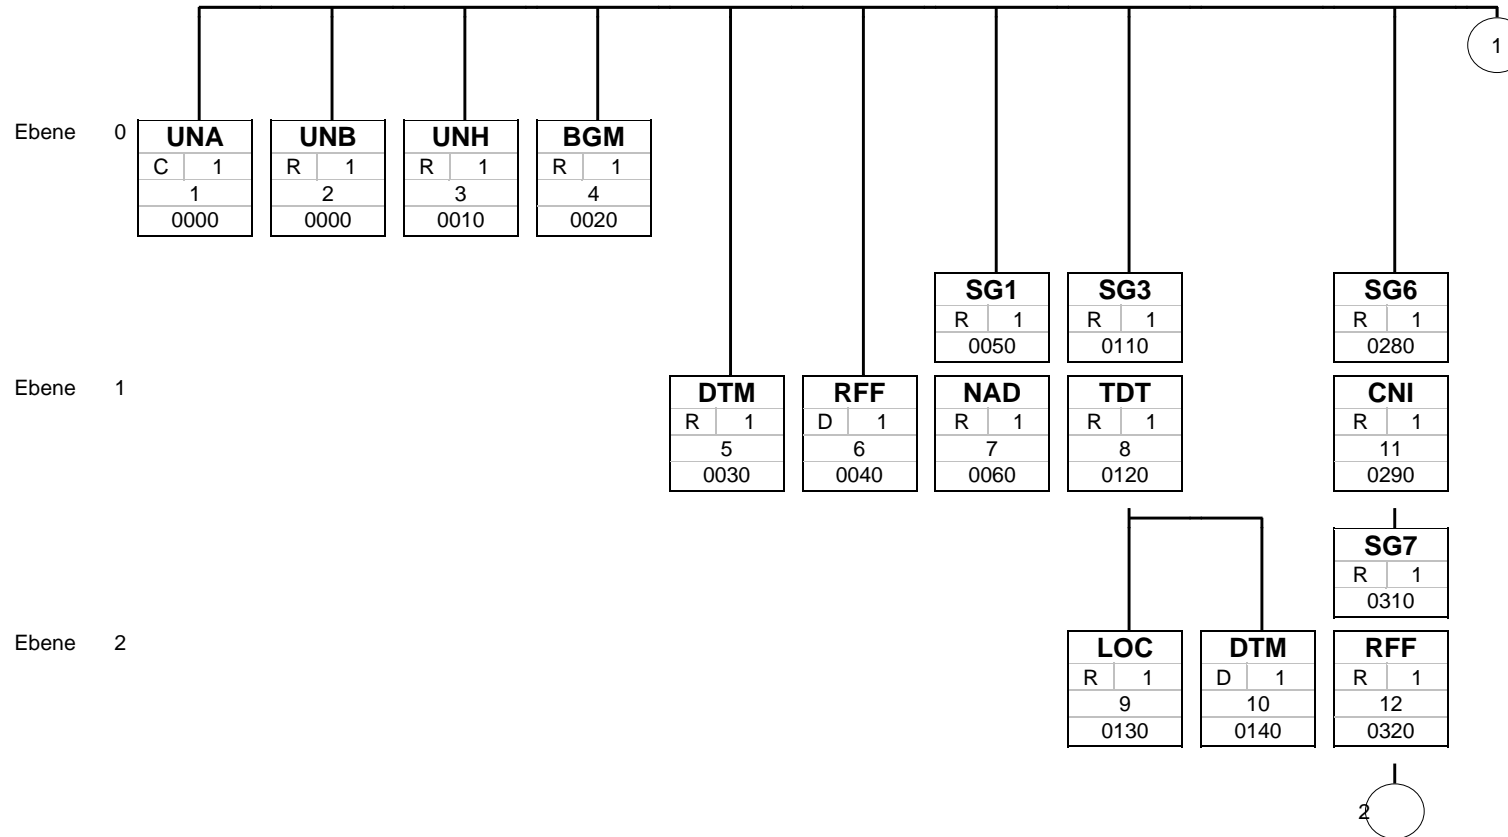 1
Ebene 0 UNA UNB UNH BGM
C 1 R 1 R 1 R 1
1 2 3 4
0000 0000 0010 0020
SG1 SG3 SG6
R 1 R 1 R 1
0050 0110 0280
Ebene 1 DTM RFF NAD TDT CNI
R 1 D 1 R 1 R 1 R 1
5 6 7 8 11
0030 0040 0060 0120 0290
SG7
R 1
0310
Ebene 2 LOC DTM RFF
R 1 D 1 R 1
9 10 12
0130 0140 0320
2